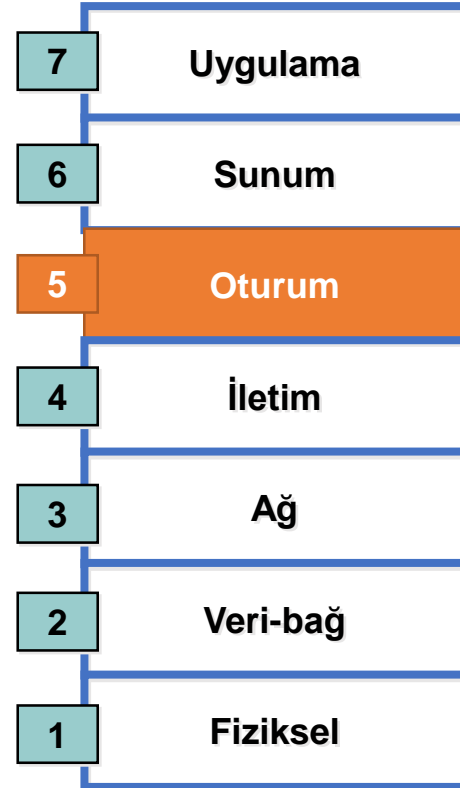 7 Uygulama
6 Sunum
5 Oturum
4 İletim
3 Ağ
2 Veri-bağ
1 Fiziksel